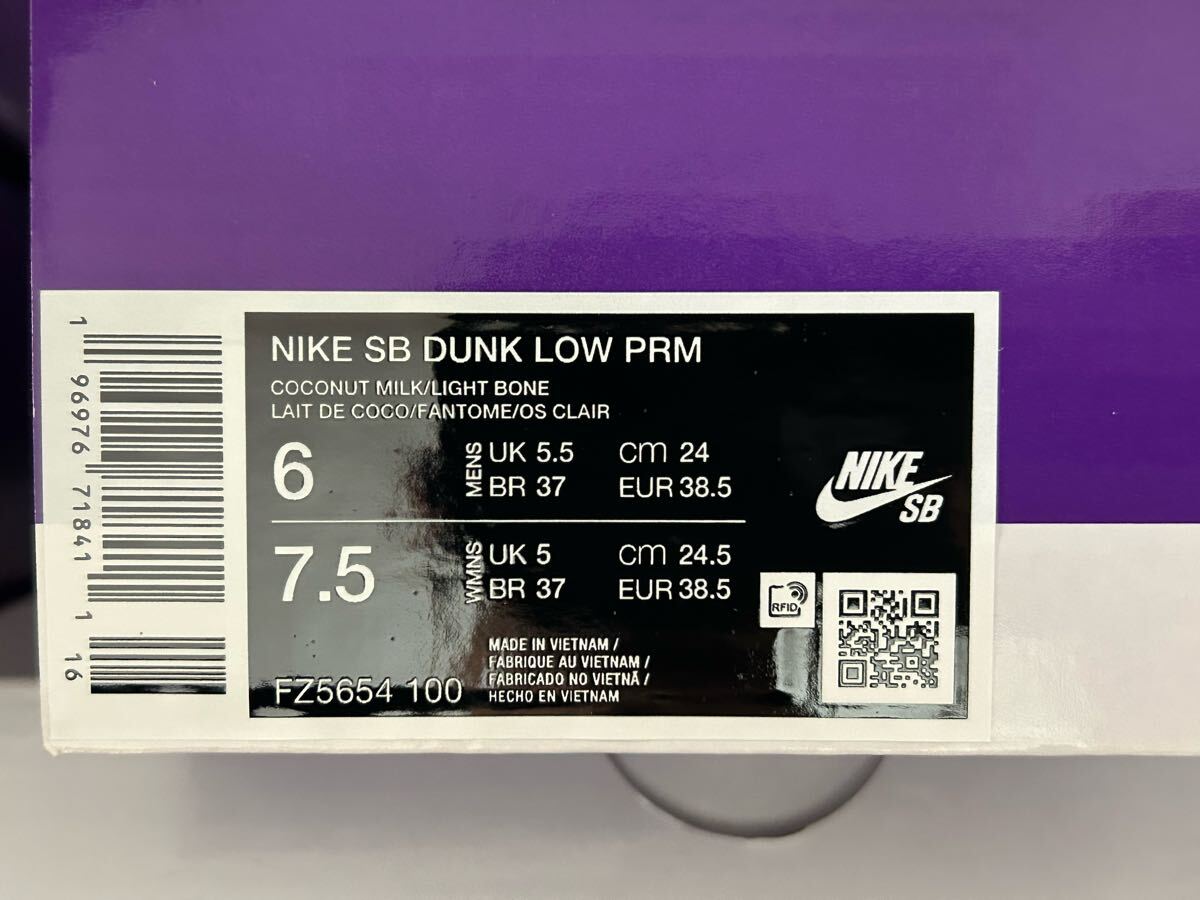 NIKE SB DUNK LOW PRM
COCONUT MILK/LIGHT BONE
LAIT DE COCO/FANTOME/OS CLAIR
6 MENS UK 5.5 cm 24
BR 37 EUR 38.5
7.5 WMNS UK 5 cm 24.5
BR 37 EUR 38.5
NIKE
SB
RFID
MADE IN VIETNAM /
FABRIQUE AU VIETNAM /
FABRICADO NO VIETNÃ /
HECHO EN VIETNAM
FZ5654 100
1 96976 71841 1 16